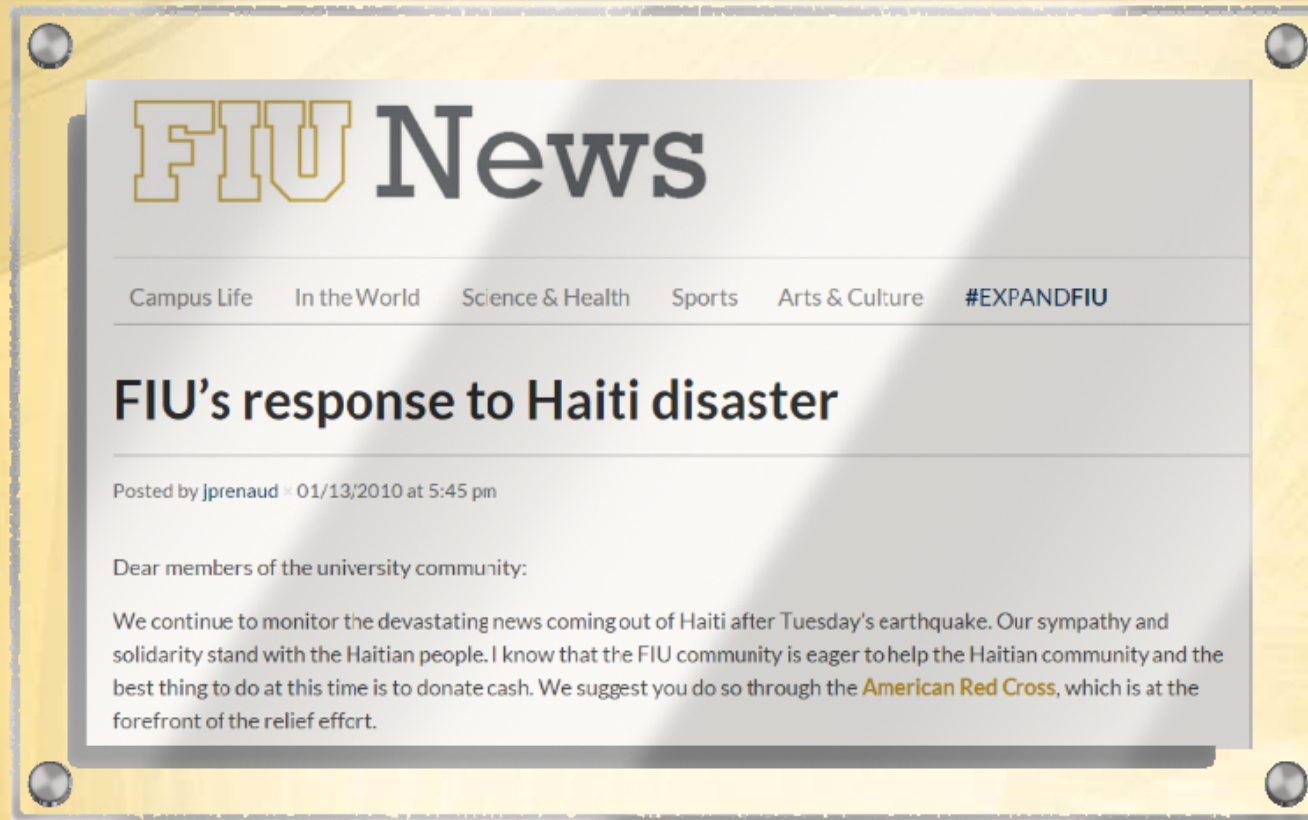 FIU News
Campus Life In the World Science & Health Sports Arts & Culture #EXPANDFIU
FIU’s response to Haiti disaster
Posted by jprenaud × 01/13/2010 at 5:45 pm
Dear members of the university community:
We continue to monitor the devastating news coming out of Haiti after Tuesday's earthquake. Our sympathy and
solidarity stand with the Haitian people. I know that the FIU community is eager to help the Haitian community and the
best thing to do at this time is to donate cash. We suggest you do so through the American Red Cross, which is at the
forefront of the relief effort.